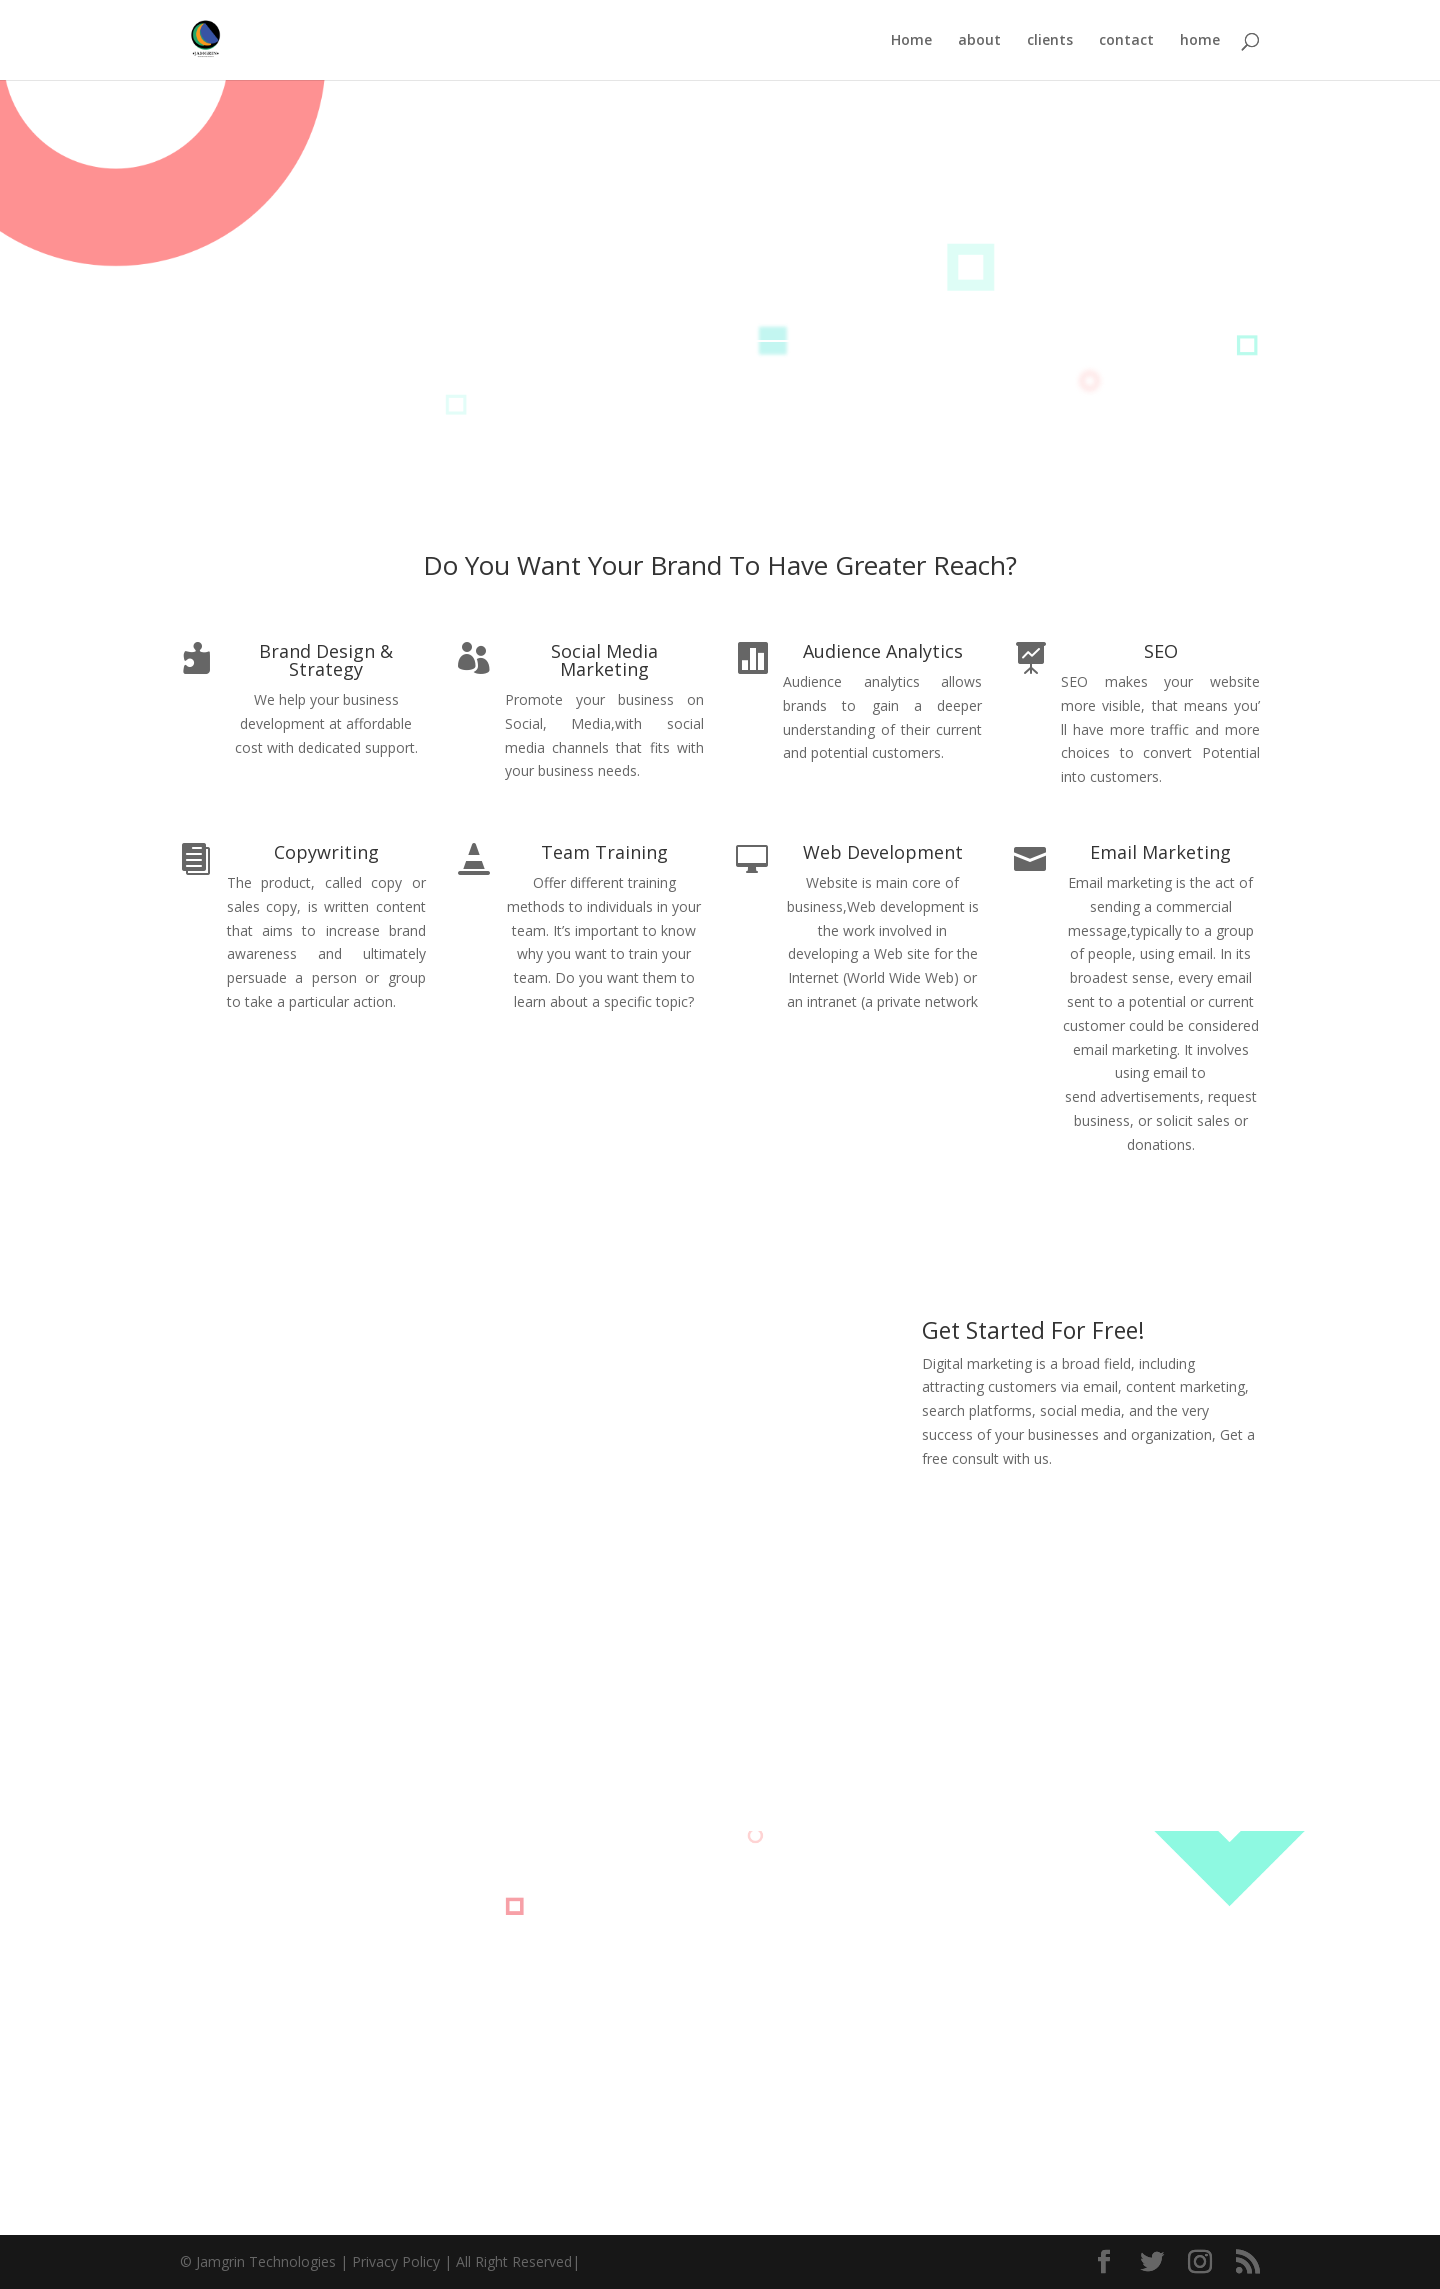 Home about clients contact home
Do You Want Your Brand To Have Greater Reach?
Brand Design &
Strategy
We help your business
development at affordable
cost with dedicated support.
Social Media
Marketing
Promote your business on
Social, Media,with social
media channels that fits with
your business needs.
Audience Analytics
Audience analytics allows
brands to gain a deeper
understanding of their current
and potential customers.
SEO
SEO makes your website
more visible, that means you’
ll have more traffic and more
choices to convert Potential
into customers.
Copywriting
The product, called copy or
sales copy, is written content
that aims to increase brand
awareness and ultimately
persuade a person or group
to take a particular action.
Team Training
Offer different training
methods to individuals in your
team. It’s important to know
why you want to train your
team. Do you want them to
learn about a specific topic?
Web Development
Website is main core of
business,Web development is
the work involved in
developing a Web site for the
Internet (World Wide Web) or
an intranet (a private network
Email Marketing
Email marketing is the act of
sending a commercial
message,typically to a group
of people, using email. In its
broadest sense, every email
sent to a potential or current
customer could be considered
email marketing. It involves
using email to
send advertisements, request
business, or solicit sales or
donations.
Get Started For Free!
Digital marketing is a broad field, including
attracting customers via email, content marketing,
search platforms, social media, and the very
success of your businesses and organization, Get a
free consult with us.
© Jamgrin Technologies | Privacy Policy | All Right Reserved|